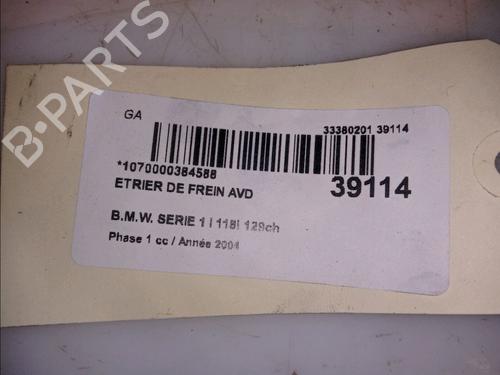 B-PARTS
GA
33380201 39114
*1070000384588
ETRIER DE FREIN AVD
39114
B.M.W. SERIE 1 I 118i 129ch
Phase 1 cc / Année 2004